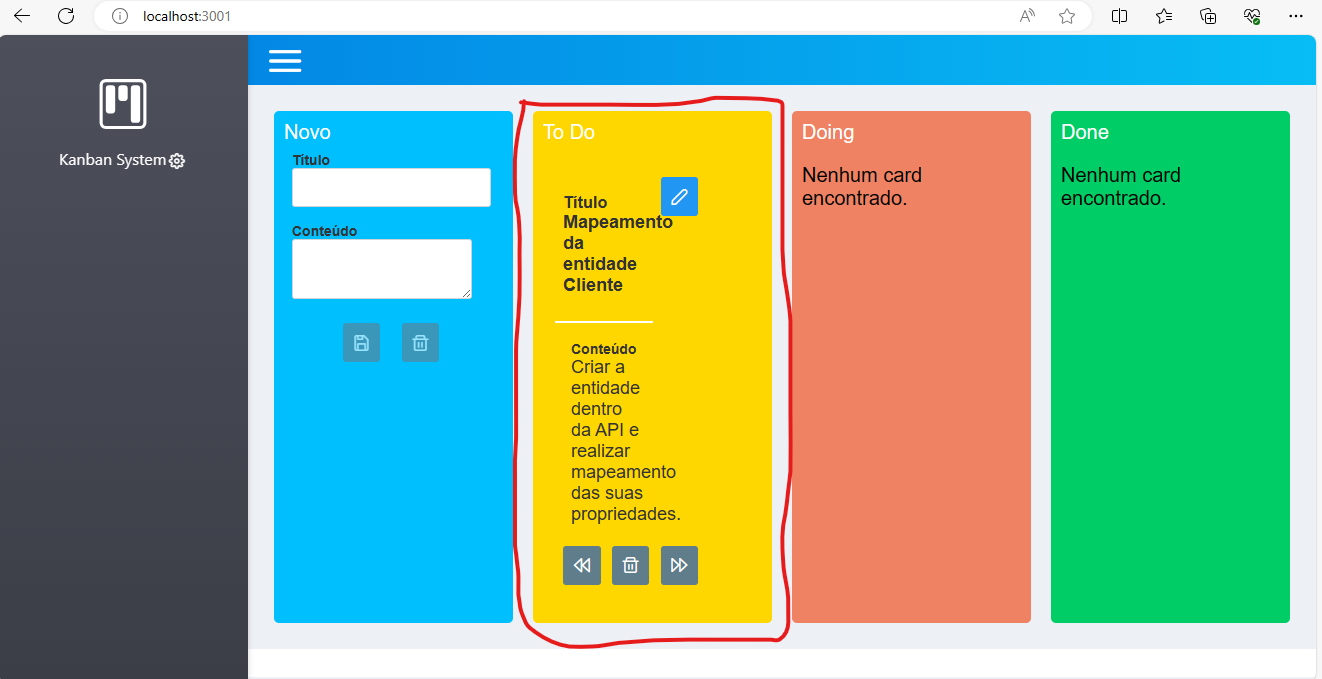 localhost:3001
Kanban System
Novo
Título
Conteúdo
To Do
Título
Mapeamento
da
entidade
Cliente
Conteúdo
Criar a
entidade
dentro
da API e
realizar
mapeamento
das suas
propriedades.
Doing
Nenhum card
encontrado.
Done
Nenhum card
encontrado.